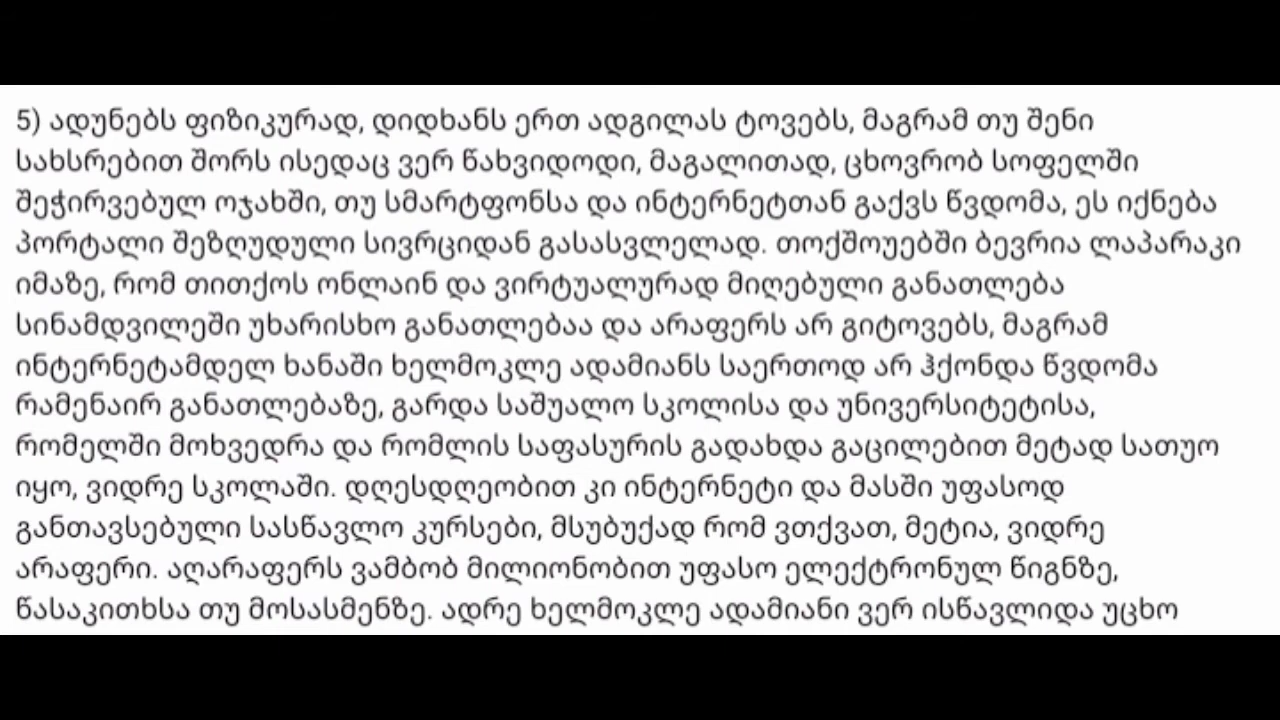 5) ადუნებს ფიზიკურად, დიდხანს ერთ ადგილას ტოვებს, მაგრამ თუ შენი
სახსრებით შორს ისედაც ვერ წახვიდოდი, მაგალითად, ცხოვრობ სოფელში
შეჭირვებულ ოჯახში, თუ სმარტფონსა და ინტერნეტთან გაქვს წვდომა, ეს იქნება
პორტალი შეზღუდული სივრციდან გასასვლელად. თოქშოუებში ბევრია ლაპარაკი
იმაზე, რომ თითქოს ონლაინ და ვირტუალურად მიღებული განათლება
სინამდვილეში უხარისხო განათლებაა და არაფერს არ გიტოვებს, მაგრამ
ინტერნეტამდელ ხანაში ხელმოკლე ადამიანს საერთოდ არ ჰქონდა წვდომა
რამენაირ განათლებაზე, გარდა საშუალო სკოლისა და უნივერსიტეტისა,
რომელში მოხვედრა და რომლის საფასურის გადახდა გაცილებით მეტად სათუო
იყო, ვიდრე სკოლაში. დღესდღეობით კი ინტერნეტი და მასში უფასოდ
განთავსებული სასწავლო კურსები, მსუბუქად რომ ვთქვათ, მეტია, ვიდრე
არაფერი. აღარაფერს ვამბობ მილიონობით უფასო ელექტრონულ წიგნზე,
წასაკითხსა თუ მოსასმენზე. ადრე ხელმოკლე ადამიანი ვერ ისწავლიდა უცხო